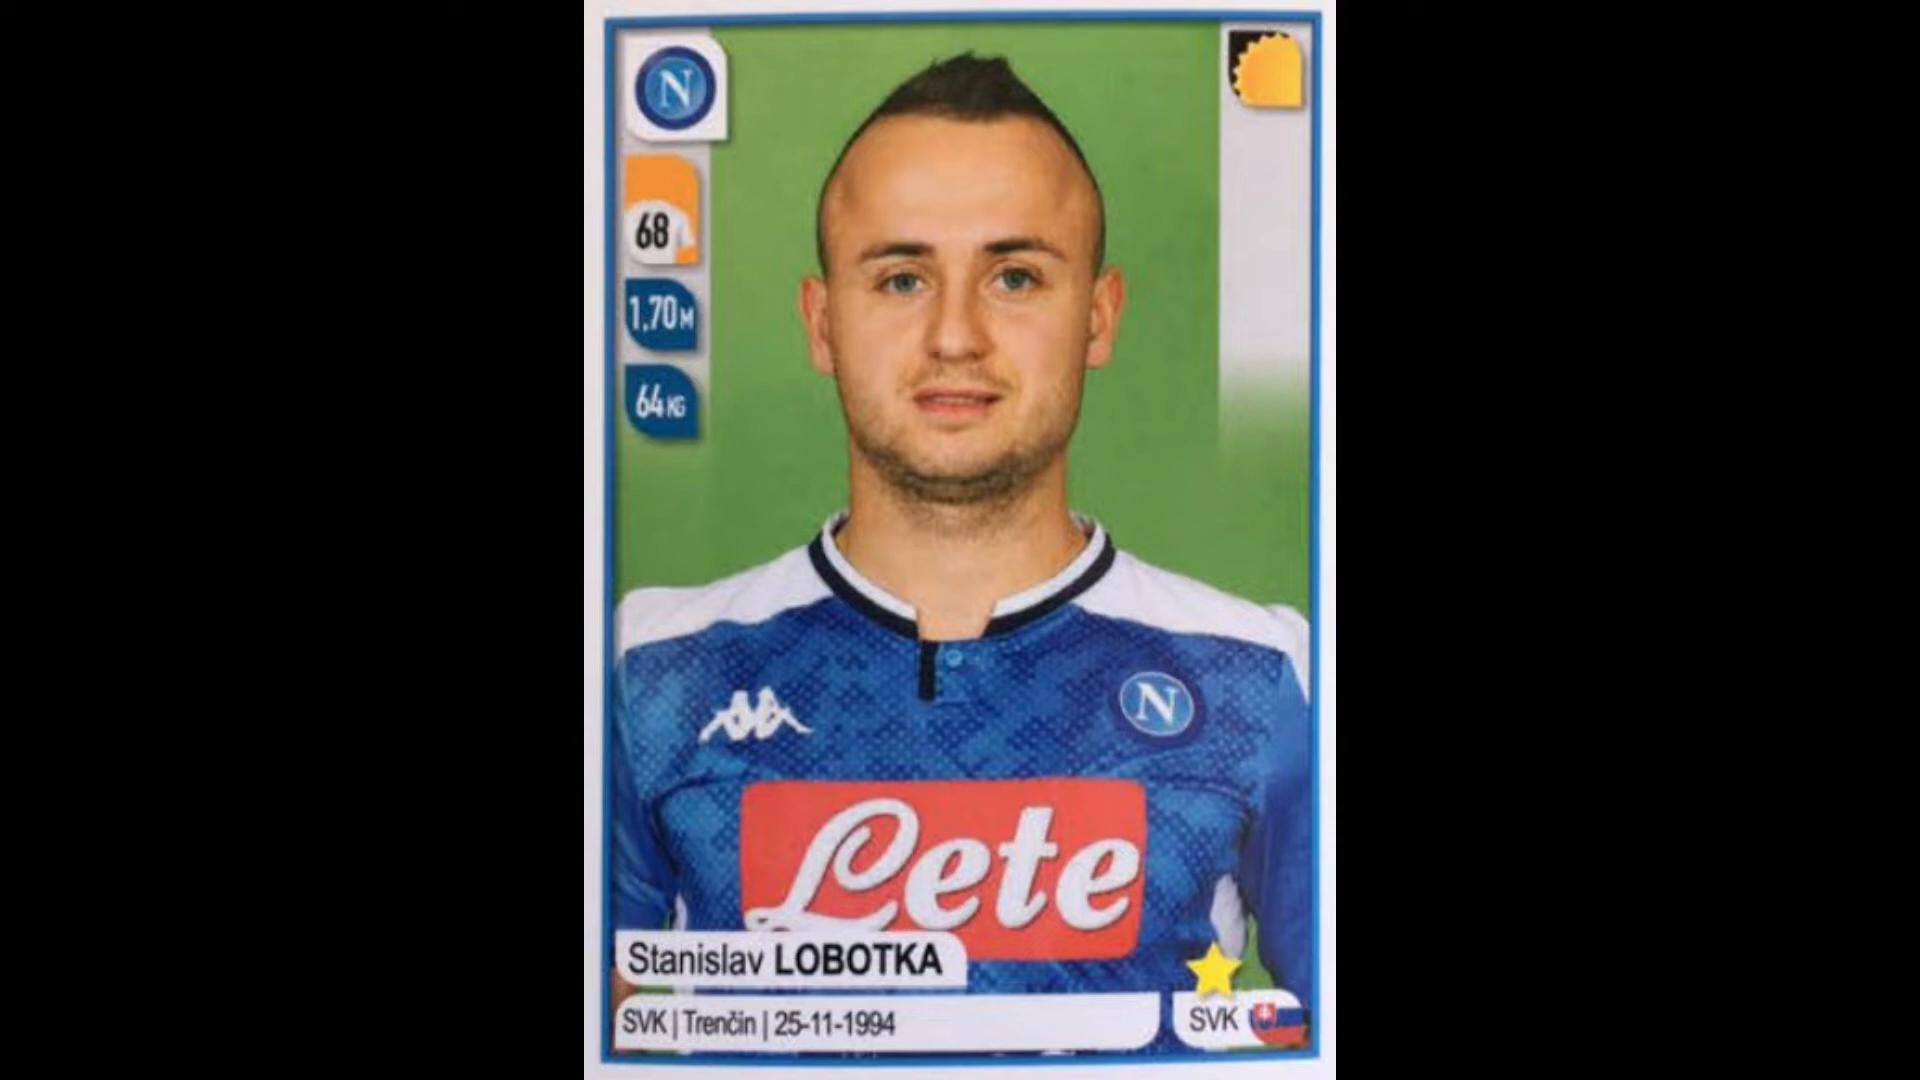 N
68
1,70 M
64 KG
N
Lete
Stanislav LOBOTKA
SVK | Trenčin | 25-11-1994
SVK